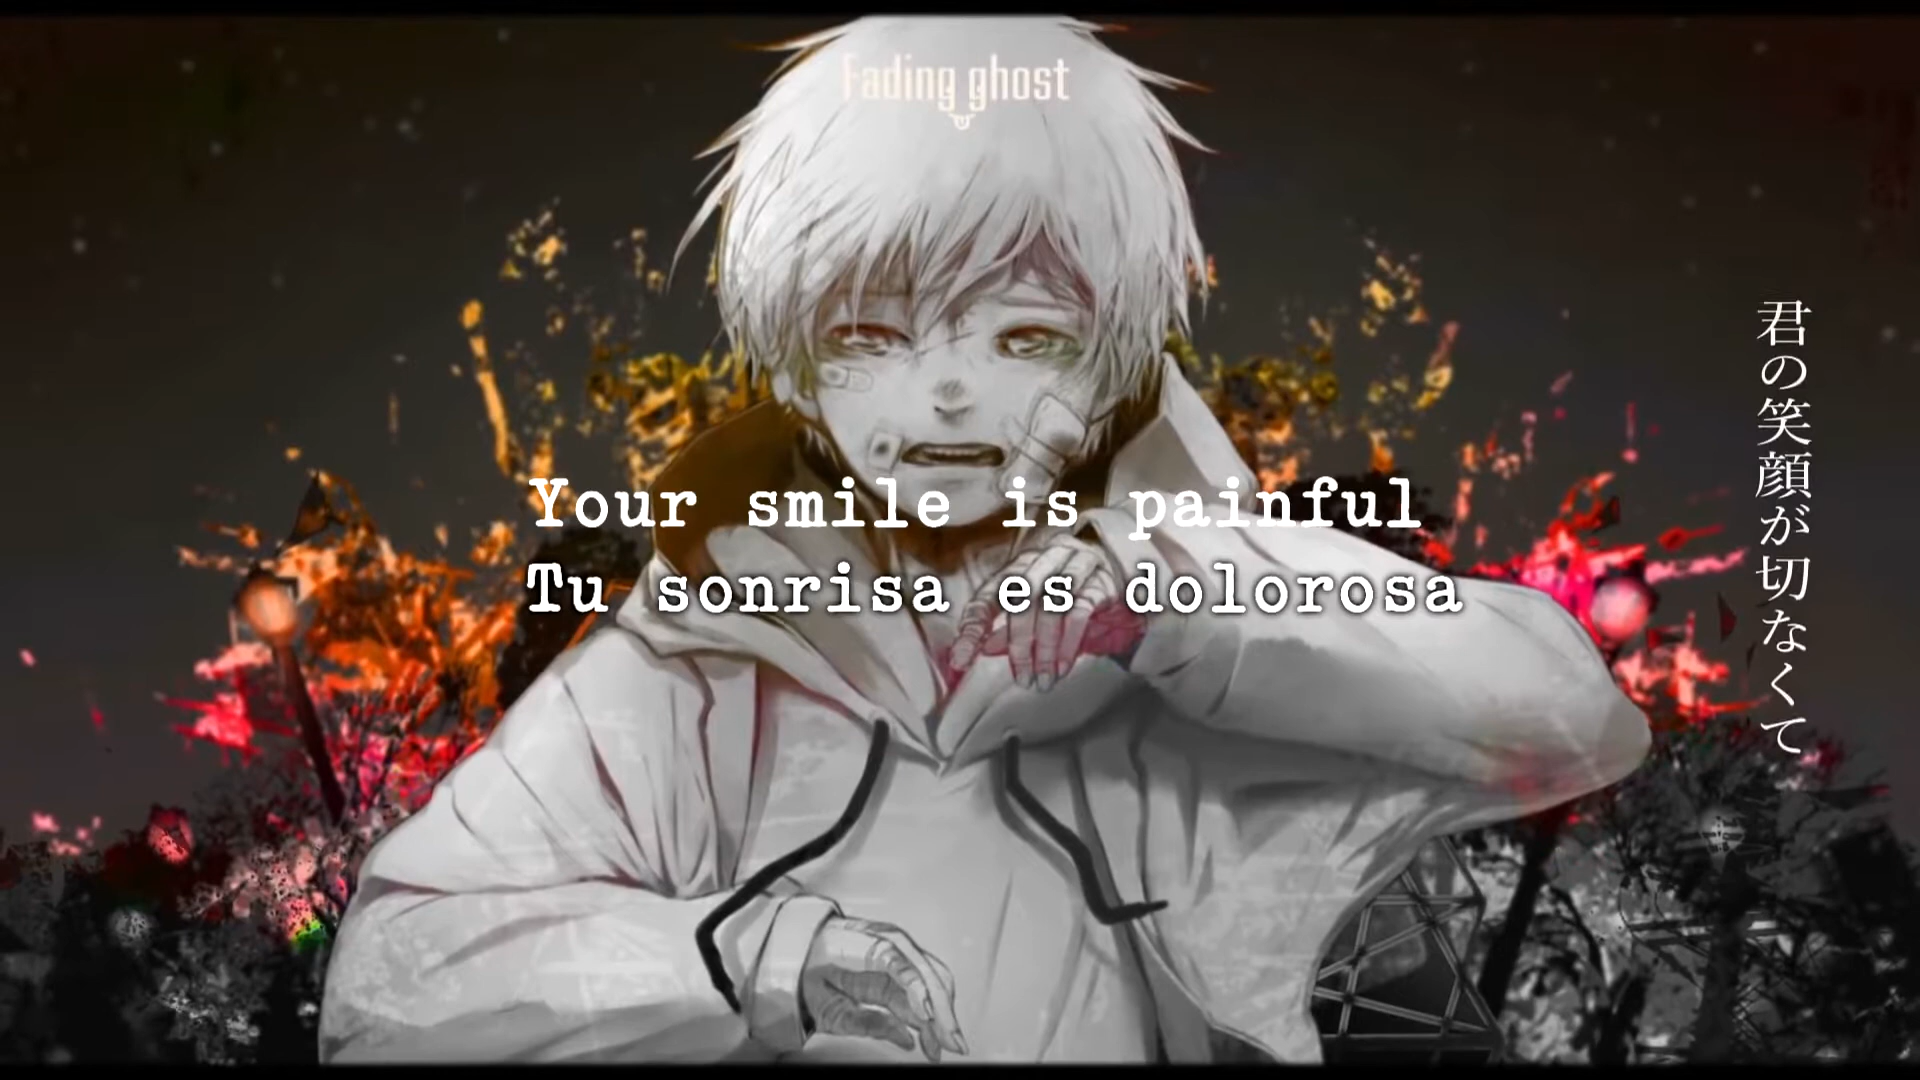 Fading ghost
Your smile is painful
Tu sonrisa es dolorosa
君の笑顔が切なくて